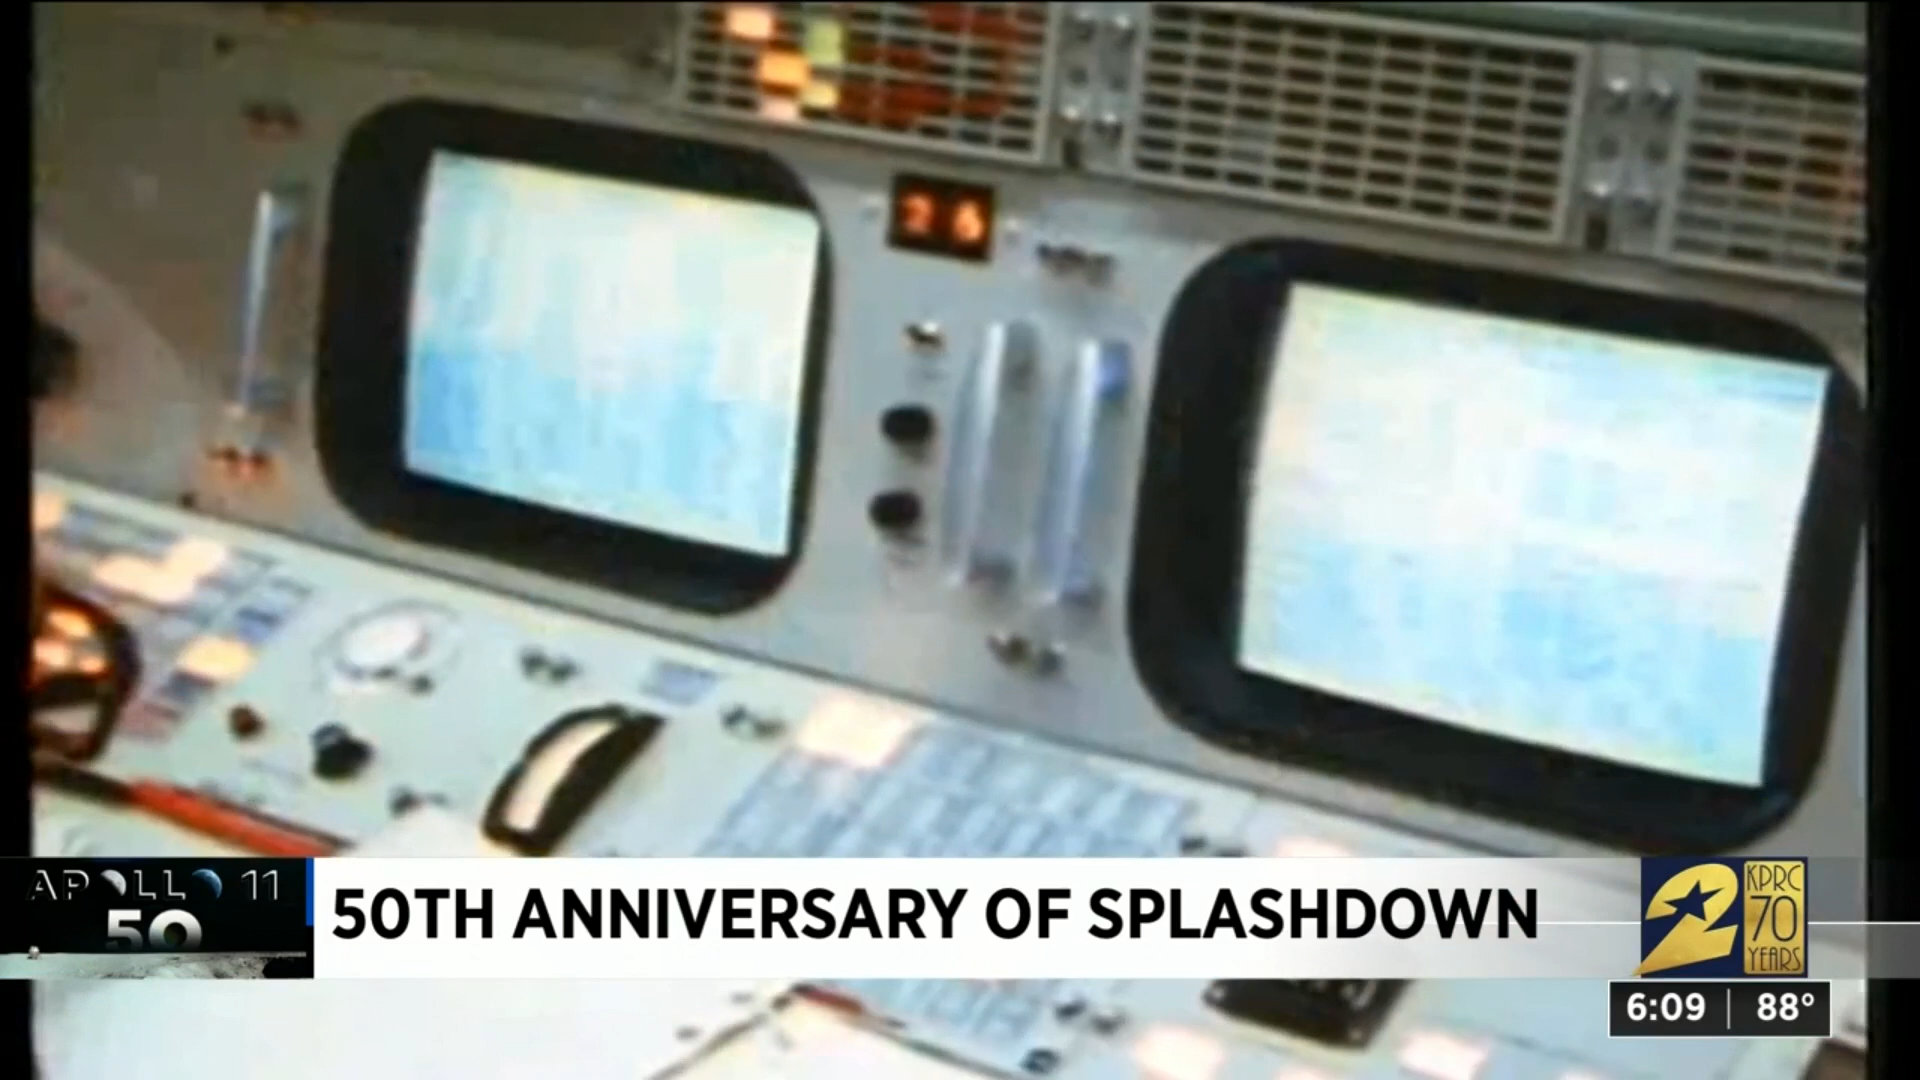 26
APOLLO 11
50
50TH ANNIVERSARY OF SPLASHDOWN
2
KPRC
70
YEARS
6:09 | 88°